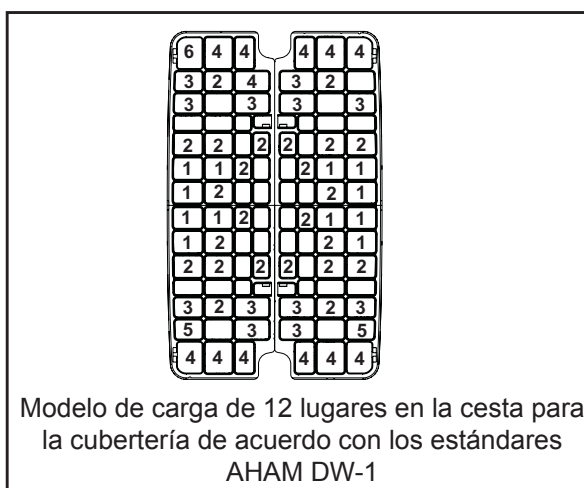 6 4 4 4 4 4
3 2 4 3 2
3 3 3 3
2 2 2 2 2 2
1 1 2 2 1 1
1 2 2 1
1 1 2 2 1 1
1 2 2 1
2 2 2 2 2 2
3 2 3 3 2 3
5 3 3 5
4 4 4 4 4 4
Modelo de carga de 12 lugares en la cesta para
la cubertería de acuerdo con los estándares
AHAM DW-1